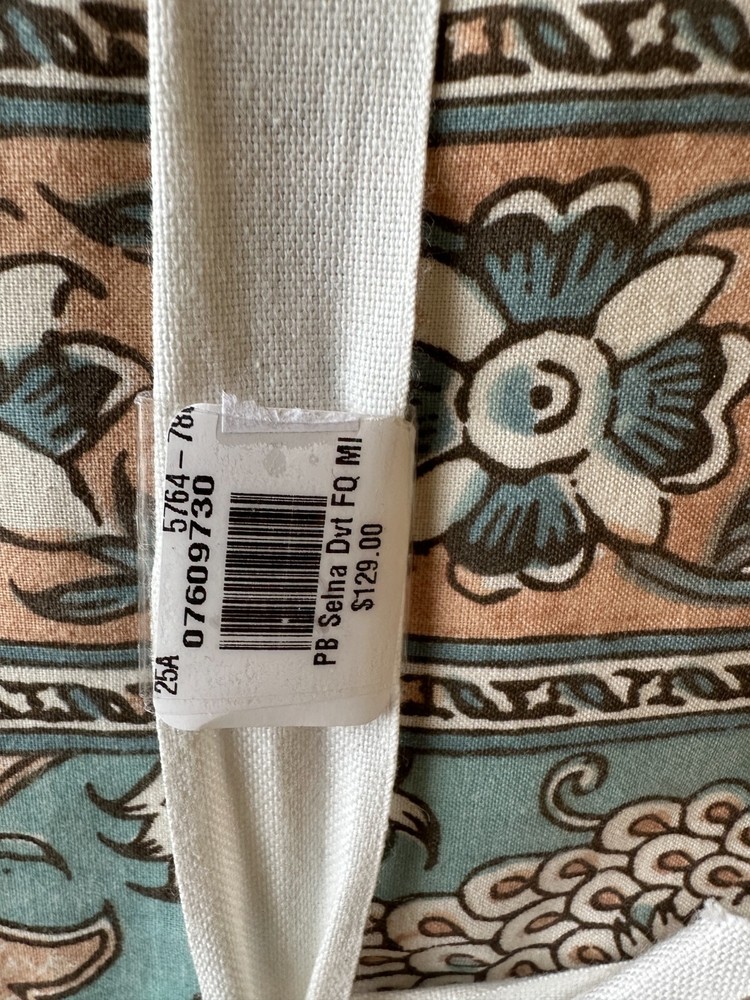 5764-78
07609730
25A
PB Selna Dvt FQ MI
$129.00